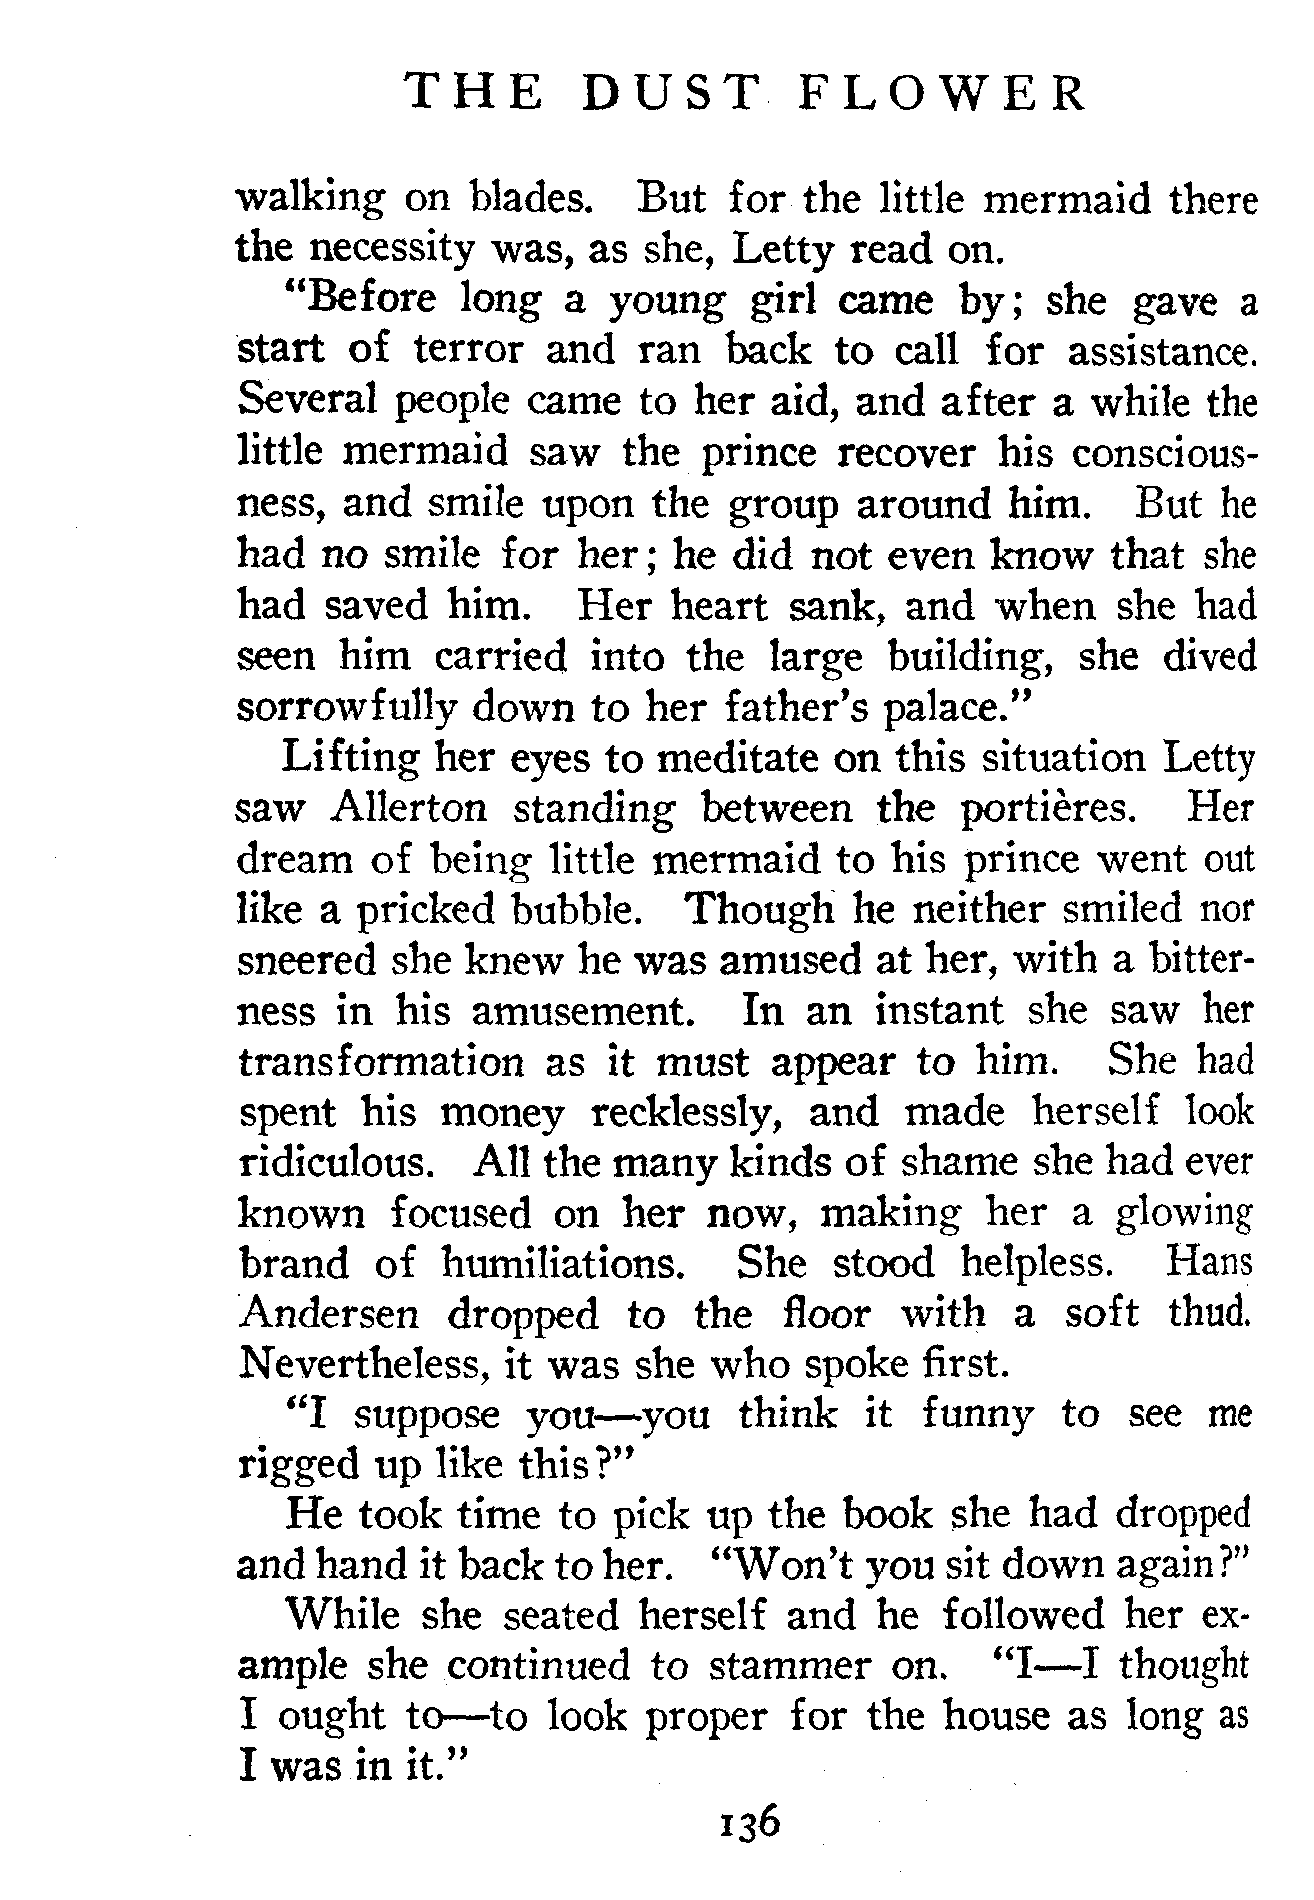 THE DUST FLOWER
walking on blades. But for the little mermaid there
the necessity was, as she, Letty read on.
“Before long a young girl came by; she gave a
start of terror and ran back to call for assistance.
Several people came to her aid, and after a while the
little mermaid saw the prince recover his conscious-
ness, and smile upon the group around him. But he
had no smile for her; he did not even know that she
had saved him. Her heart sank, and when she had
seen him carried into the large building, she dived
sorrowfully down to her father’s palace.”
Lifting her eyes to meditate on this situation Letty
saw Allerton standing between the portières. Her
dream of being little mermaid to his prince went out
like a pricked bubble. Though he neither smiled nor
sneered she knew he was amused at her, with a bitter-
ness in his amusement. In an instant she saw her
transformation as it must appear to him. She had
spent his money recklessly, and made herself look
ridiculous. All the many kinds of shame she had ever
known focused on her now, making her a glowing
brand of humiliations. She stood helpless. Hans
Andersen dropped to the floor with a soft thud.
Nevertheless, it was she who spoke first.
“I suppose you—you think it funny to see me
rigged up like this?”
He took time to pick up the book she had dropped
and hand it back to her. “Won’t you sit down again?”
While she seated herself and he followed her ex-
ample she continued to stammer on. “I—I thought
I ought to—to look proper for the house as long as
I was in it.”
136